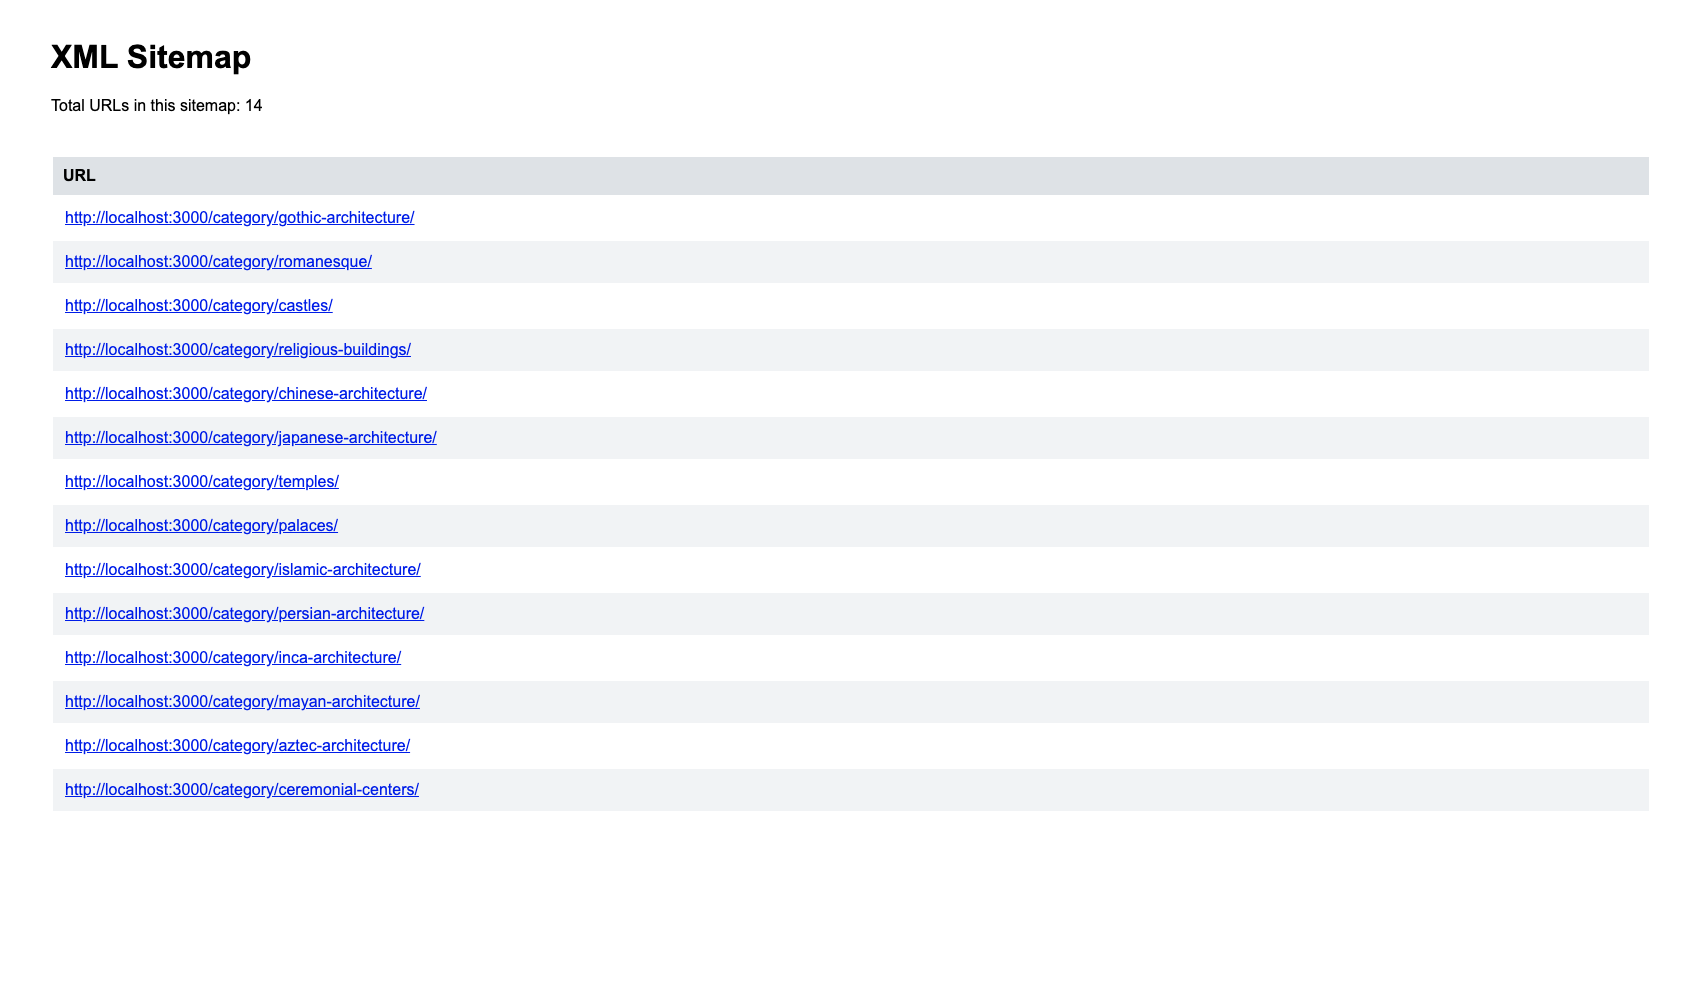 XML Sitemap
Total URLs in this sitemap: 14
URL
http://localhost:3000/category/gothic-architecture/
http://localhost:3000/category/romanesque/
http://localhost:3000/category/castles/
http://localhost:3000/category/religious-buildings/
http://localhost:3000/category/chinese-architecture/
http://localhost:3000/category/japanese-architecture/
http://localhost:3000/category/temples/
http://localhost:3000/category/palaces/
http://localhost:3000/category/islamic-architecture/
http://localhost:3000/category/persian-architecture/
http://localhost:3000/category/inca-architecture/
http://localhost:3000/category/mayan-architecture/
http://localhost:3000/category/aztec-architecture/
http://localhost:3000/category/ceremonial-centers/